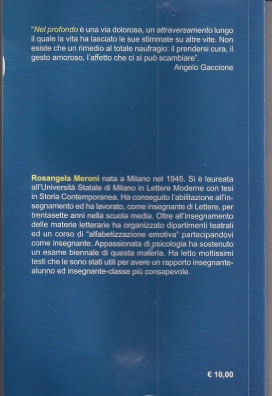 "Nel profondo è una via dolorosa, un attraversamento lungo
il quale la vita ha lasciato le sue stimmate su altre vite. Non
esiste che un rimedio al totale naufragio: il prendersi cura, il
gesto amoroso, l'affetto che ci si può scambiare".
Angelo Gaccione
Rosangela Meroni nata a Milano nel 1945. Si è laureata
all'Università Statale di Milano in Lettere Moderne con tesi
in Storia Contemporanea. Ha conseguito l'abilitazione all'in-
segnamento ed ha lavorato, come insegnante di Lettere, per
trentasette anni nella scuola media. Oltre all'insegnamento
delle materie letterarie ha organizzato dipartimenti teatrali
ed un corso di "alfabetizzazione emotiva" partecipandovi
come insegnante. Appassionata di psicologia ha sostenuto
un esame biennale di questa materia. Ha letto moltissimi
testi che le sono stati utili per avere un rapporto insegnante-
alunno ed insegnante-classe più consapevole.
€ 10,00